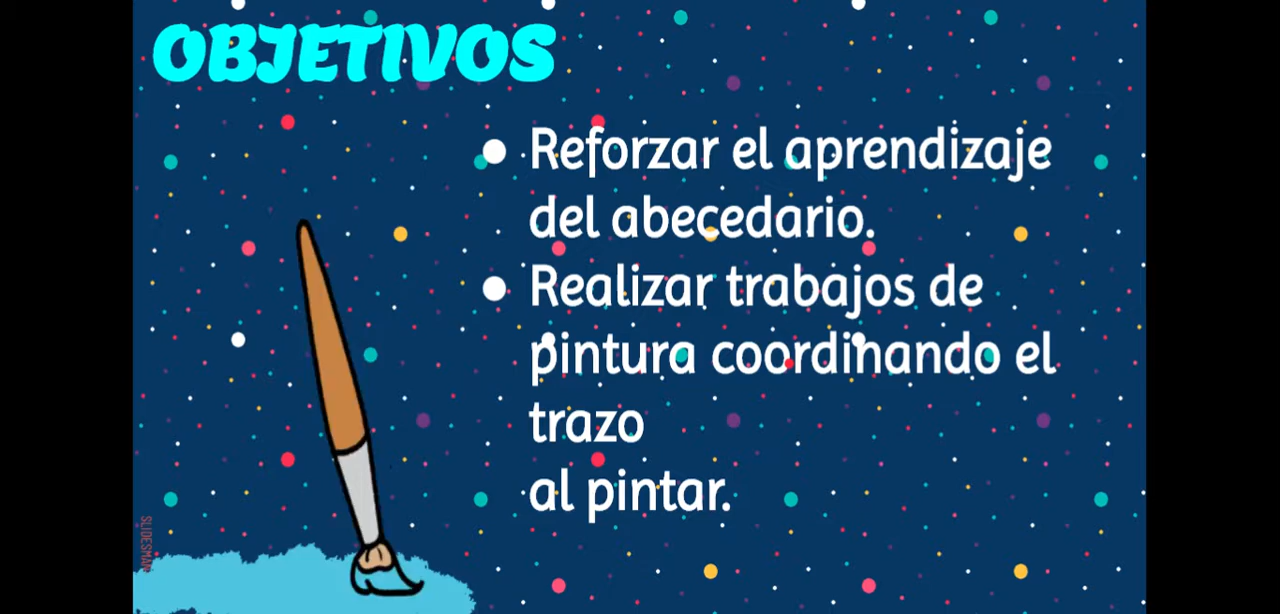 OBJETIVOS
● Reforzar el aprendizaje
del abecedario.
● Realizar trabajos de
pintura coordinando el
trazo
al pintar.